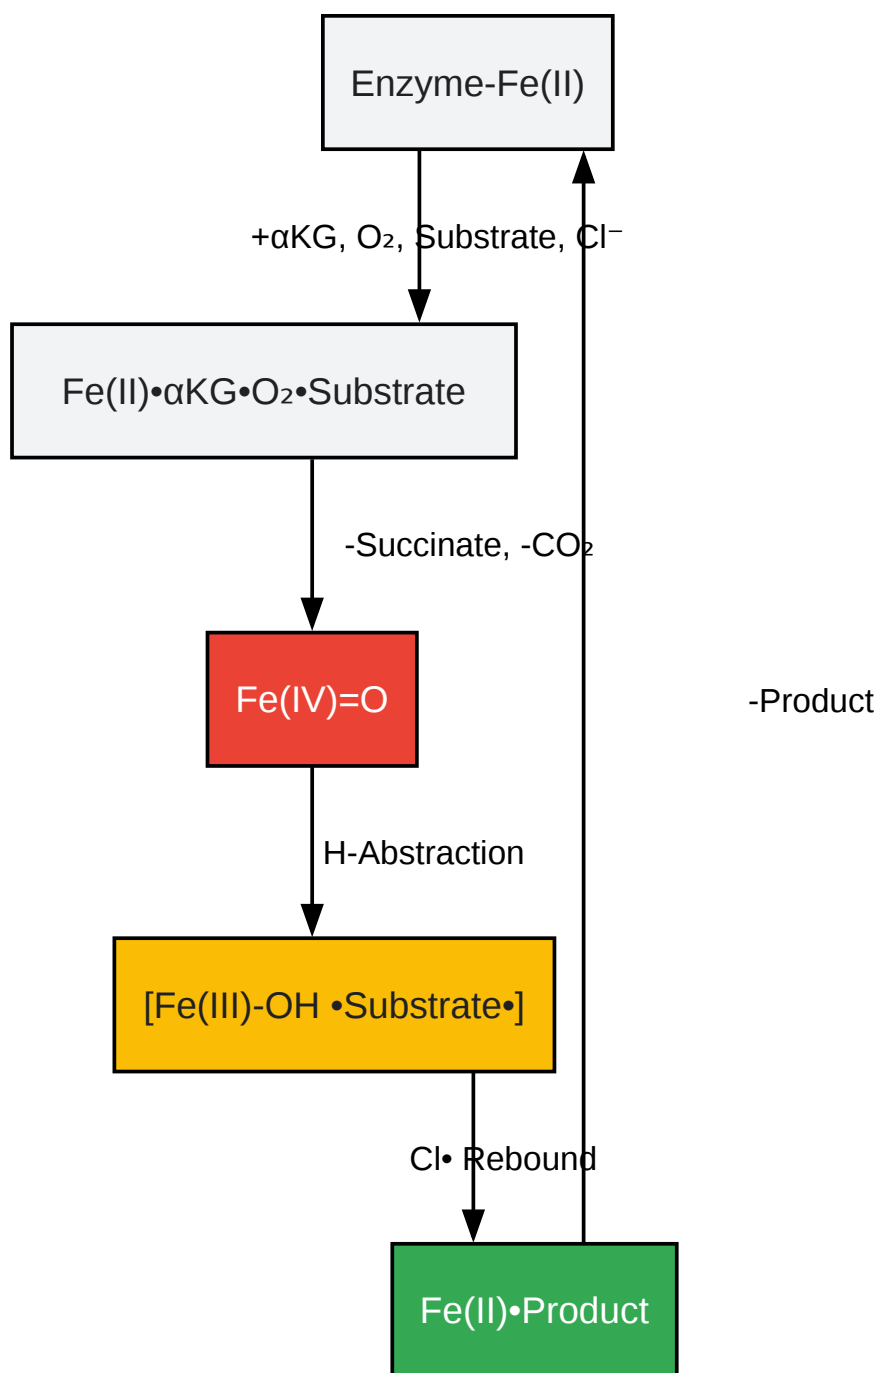 Enzyme-Fe(II)
+αKG, O₂, Substrate, Cl⁻
Fe(II)•αKG•O₂•Substrate
-Succinate, -CO₂
Fe(IV)=O
-Product
H-Abstraction
[Fe(III)-OH •Substrate•]
Cl• Rebound
Fe(II)•Product